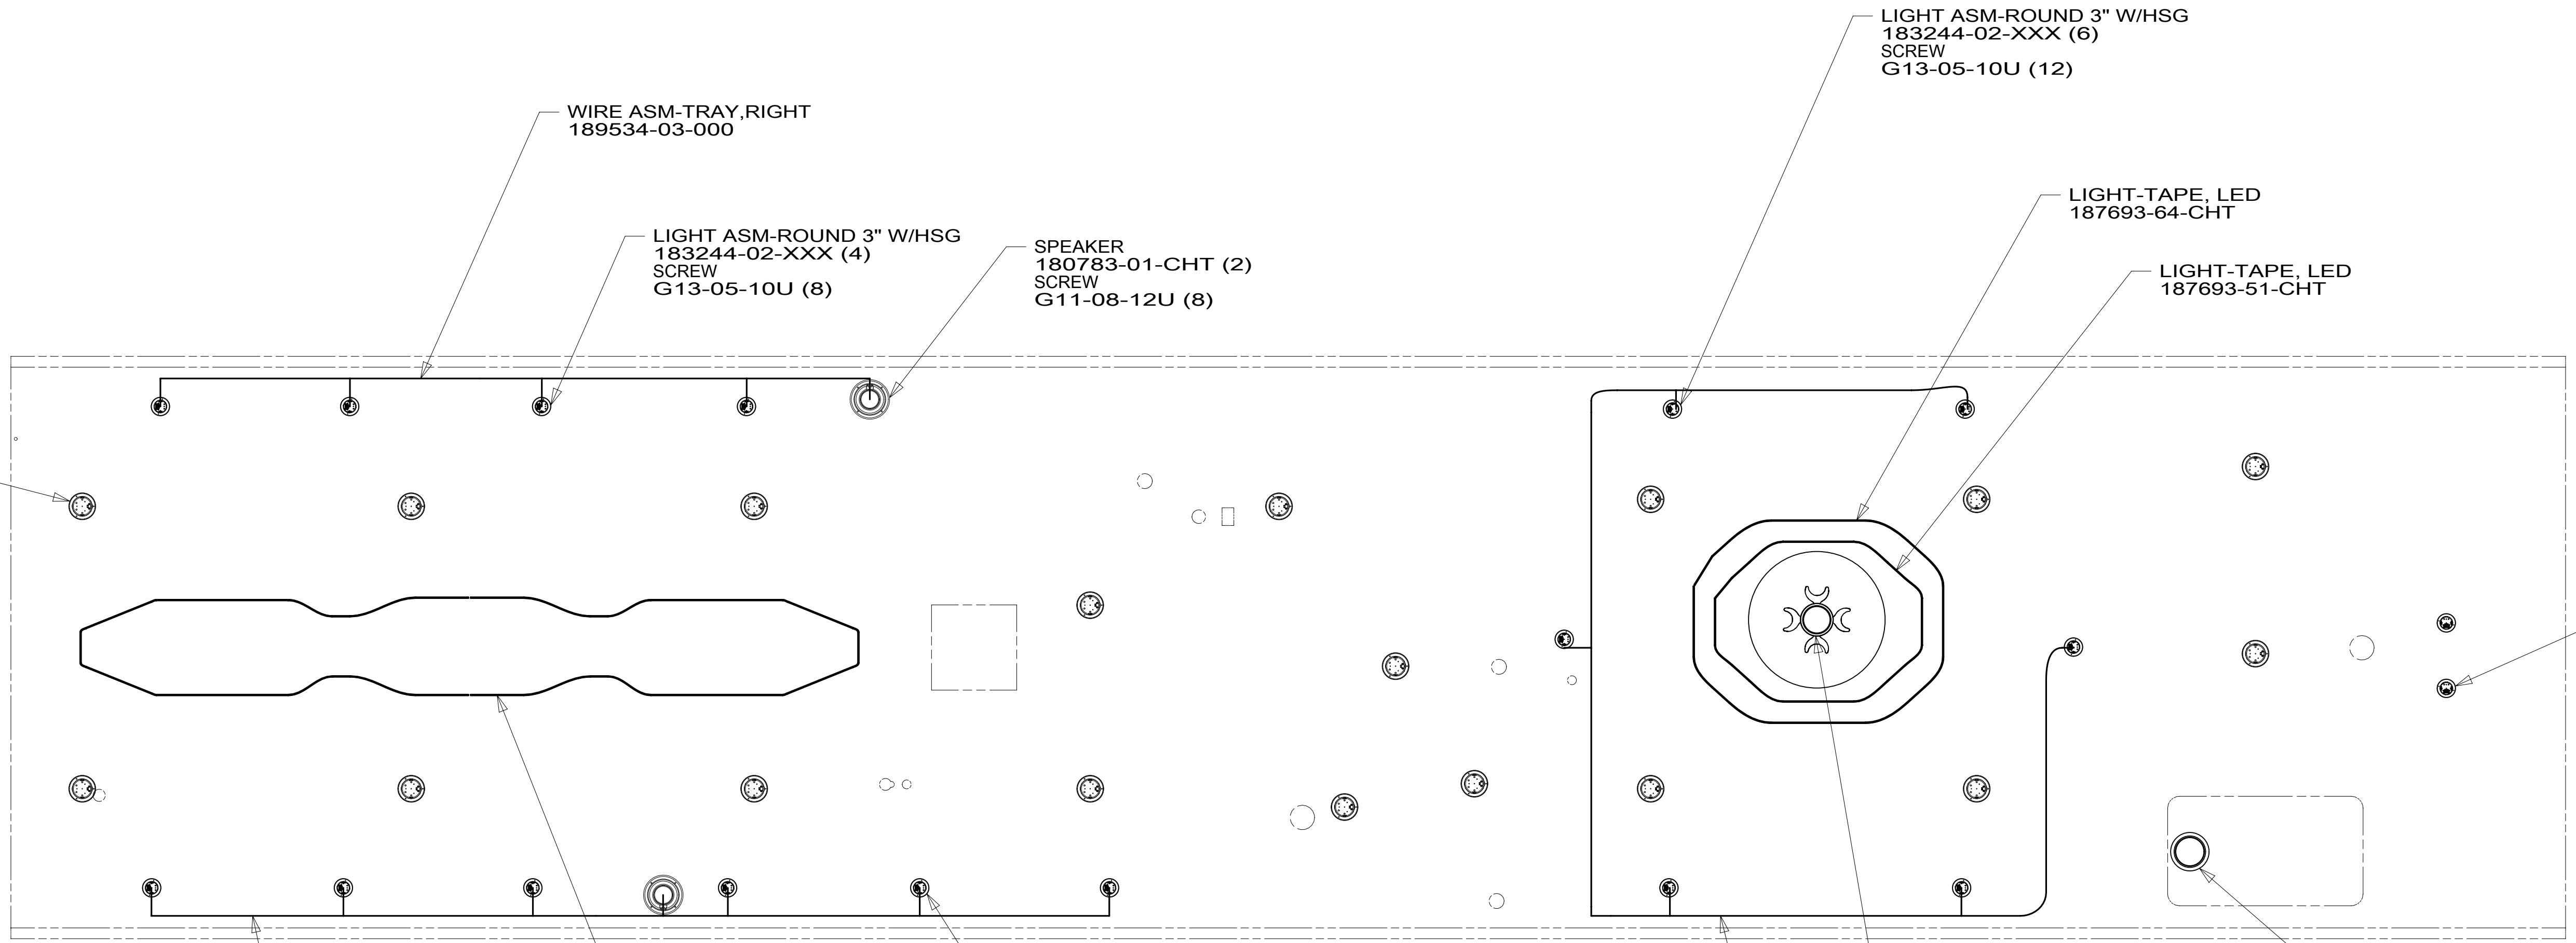 LIGHT ASM-ROUND 3" W/HSG
183244-02-XXX (6)
SCREW
G13-05-10U (12)
WIRE ASM-TRAY,RIGHT
189534-03-000
LIGHT-TAPE, LED
187693-64-CHT
LIGHT ASM-ROUND 3" W/HSG
183244-02-XXX (4)
SCREW
G13-05-10U (8)
SPEAKER
180783-01-CHT (2)
SCREW
G11-08-12U (8)
LIGHT-TAPE, LED
187693-51-CHT